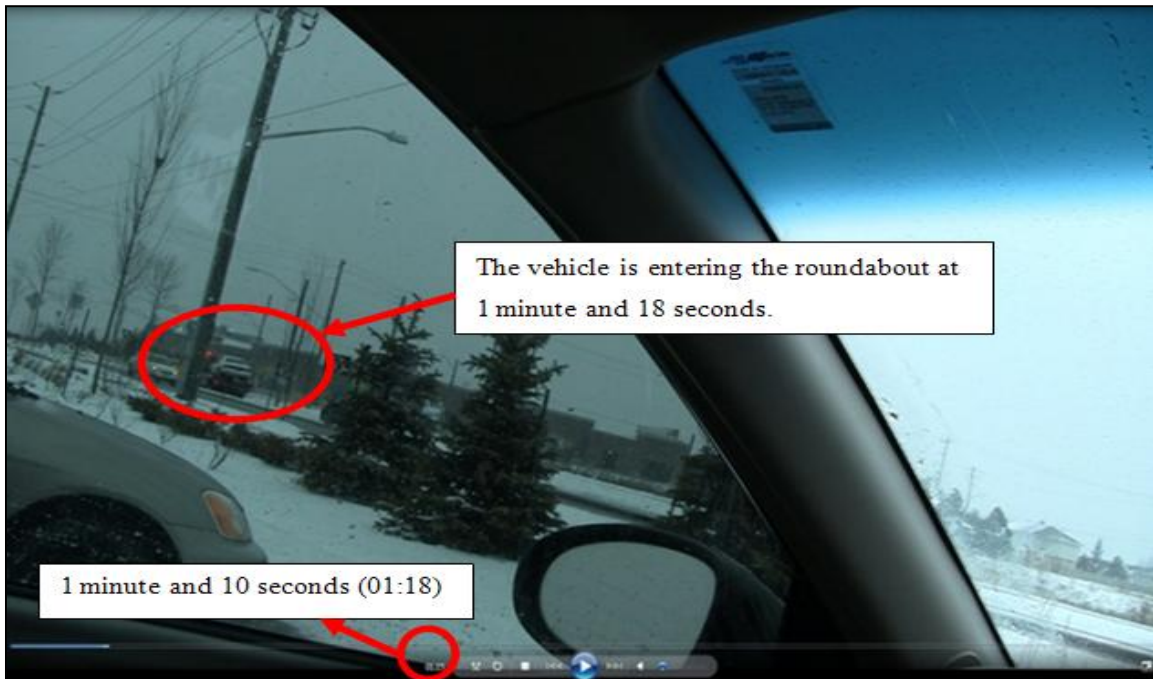 The vehicle is entering the roundabout at
1 minute and 18 seconds.
1 minute and 10 seconds (01:18)